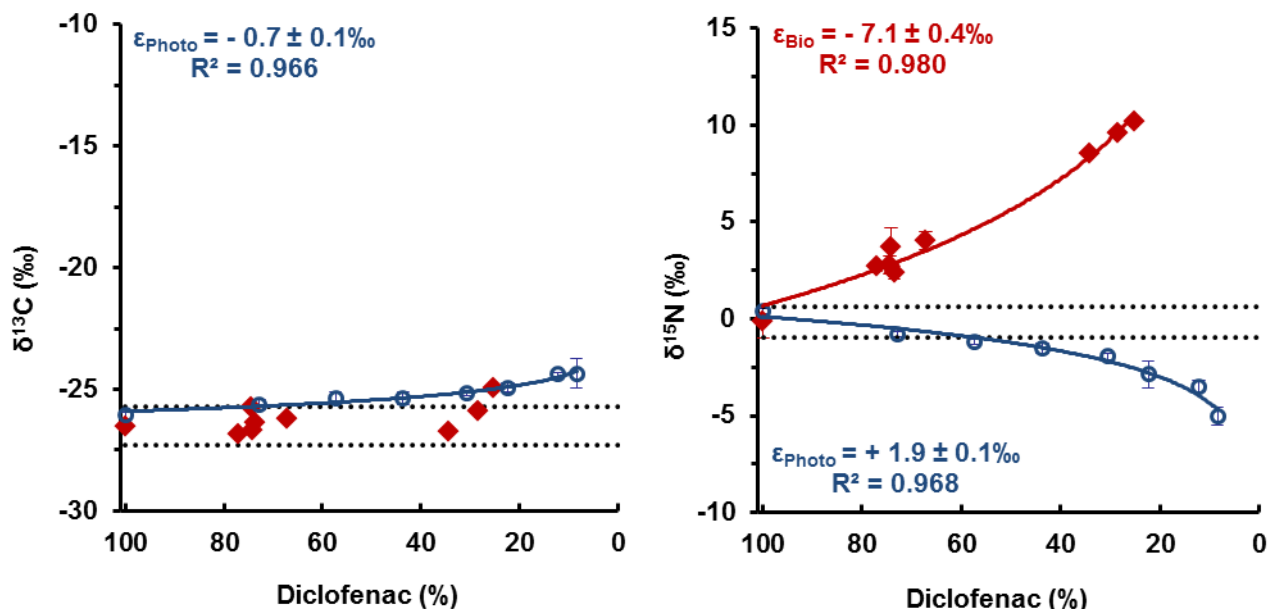 εPhoto = - 0.7 ± 0.1‰
R² = 0.966
δ¹³C (‰)
-10
-15
-20
-25
-30
100
80
60
40
20
0
Diclofenac (%)
εBio = - 7.1 ± 0.4‰
R² = 0.980
δ¹⁵N (‰)
15
10
5
0
-5
-10
εPhoto = + 1.9 ± 0.1‰
R² = 0.968
100
80
60
40
20
0
Diclofenac (%)